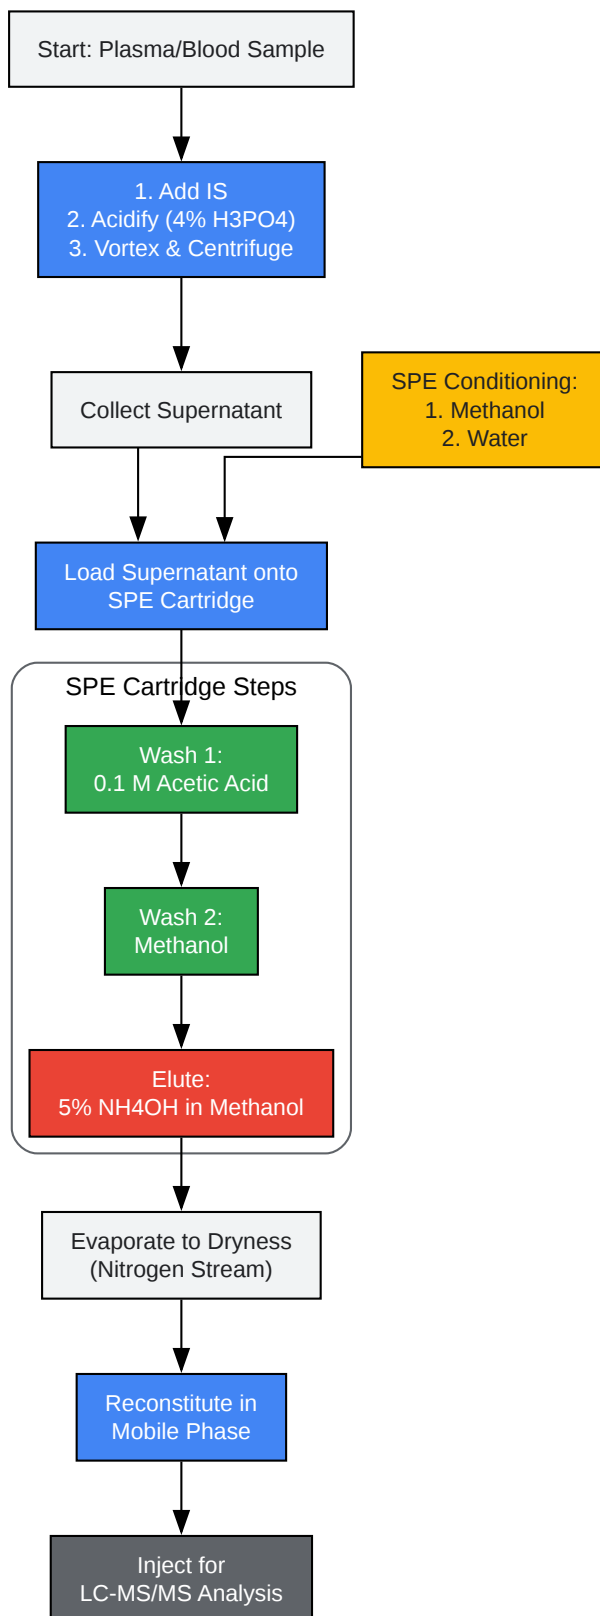 Start: Plasma/Blood Sample
1. Add IS
2. Acidify (4% H3PO4)
3. Vortex & Centrifuge
Collect Supernatant
SPE Conditioning:
1. Methanol
2. Water
Load Supernatant onto
SPE Cartridge
SPE Cartridge Steps
Wash 1:
0.1 M Acetic Acid
Wash 2:
Methanol
Elute:
5% NH4OH in Methanol
Evaporate to Dryness
(Nitrogen Stream)
Reconstitute in
Mobile Phase
Inject for
LC-MS/MS Analysis